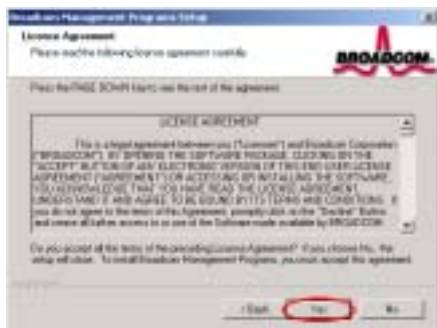 Broadcom Management Programs Setup
License Agreement
Please read the following license agreement carefully.
BROADCOM.
Press the PAGE DOWN key to see the rest of the agreement.
LICENSE AGREEMENT
This is a legal agreement between you ("Licensee") and Broadcom Corporation
("BROADCOM"). BY OPENING THE SOFTWARE PACKAGE, CLICKING ON THE
"ACCEPT" BUTTON OF ANY ELECTRONIC VERSION OF THIS END USER LICENSE
AGREEMENT ("AGREEMENT") OR ACCESSING OR INSTALLING THE SOFTWARE,
YOU ACKNOWLEDGE THAT YOU HAVE READ THE LICENSE AGREEMENT,
UNDERSTAND IT AND AGREE TO BE BOUND BY ITS TERMS AND CONDITIONS. If
you do not agree to the terms of this Agreement, promptly click on the "Decline" Button
and cease all further access to or use of the Software made available by BROADCOM
Do you accept all the terms of the preceding License Agreement? If you choose No, the
setup will close. To install Broadcom Management Programs, you must accept this agreement.
< Back
Yes
No